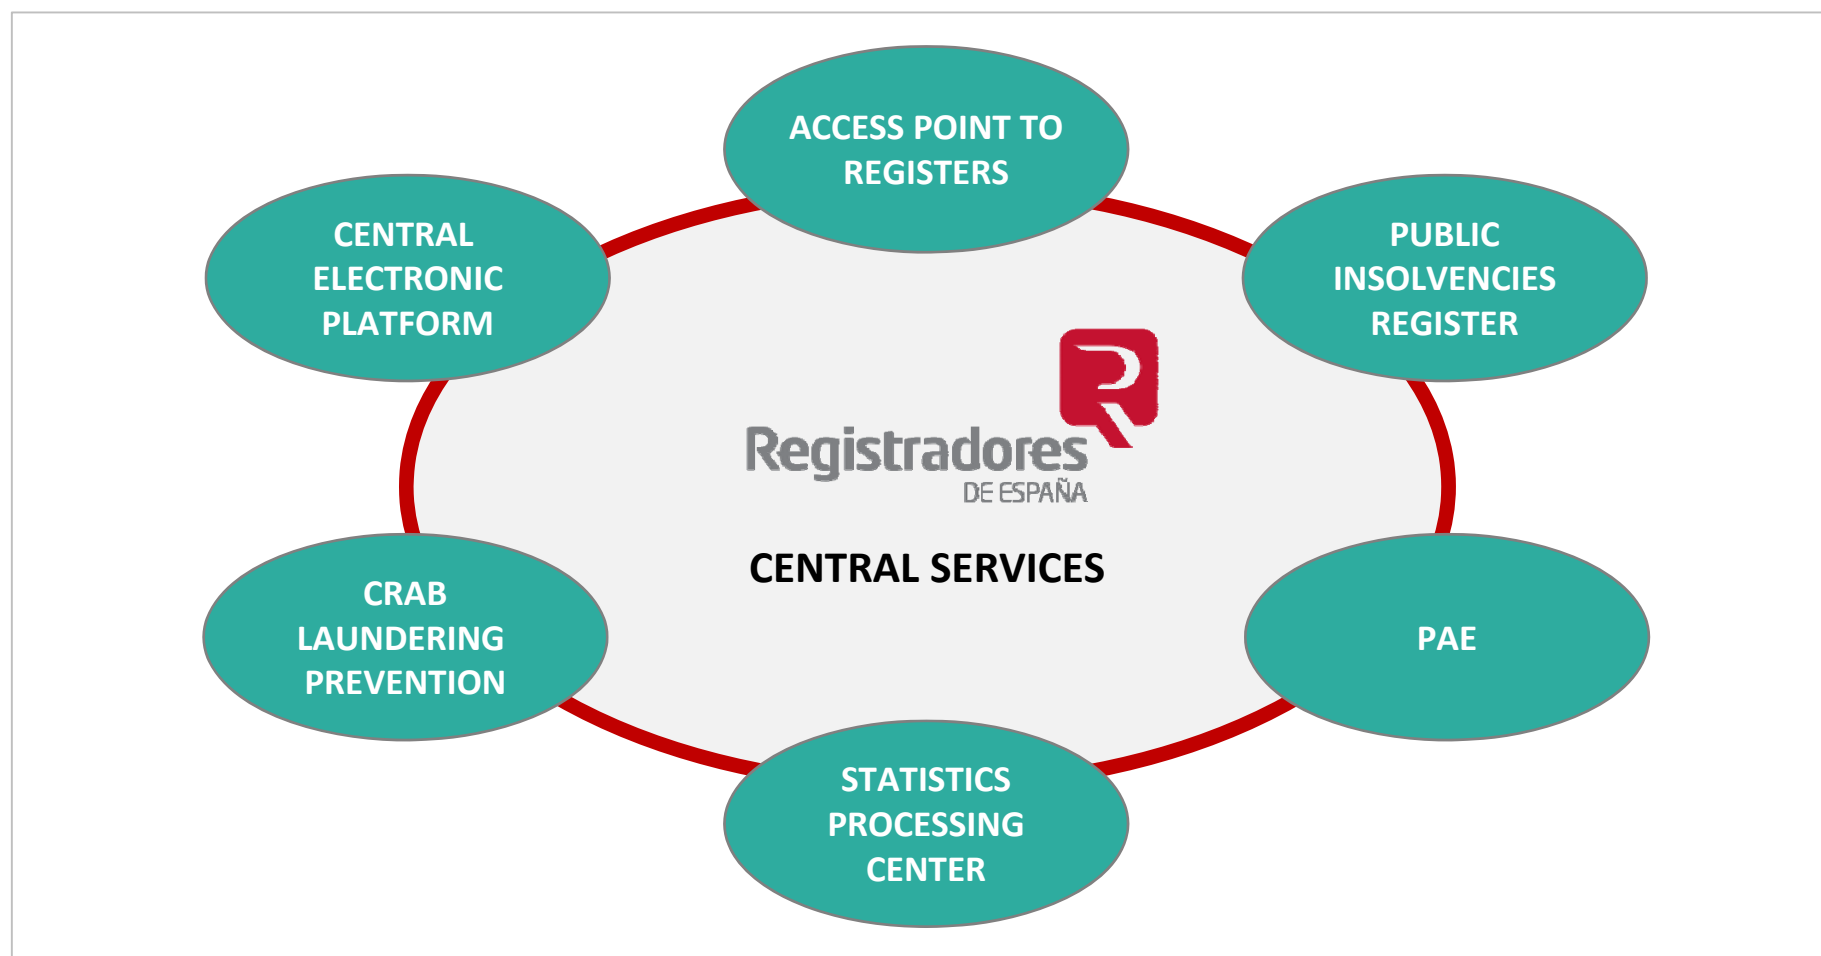 ACCESS POINT TO
REGISTERS
CENTRAL
ELECTRONIC
PLATFORM
PUBLIC
INSOLVENCIES
REGISTER
Registradores
DE ESPAÑA
CENTRAL SERVICES
CRAB
LAUNDERING
PREVENTION
PAE
STATISTICS
PROCESSING
CENTER